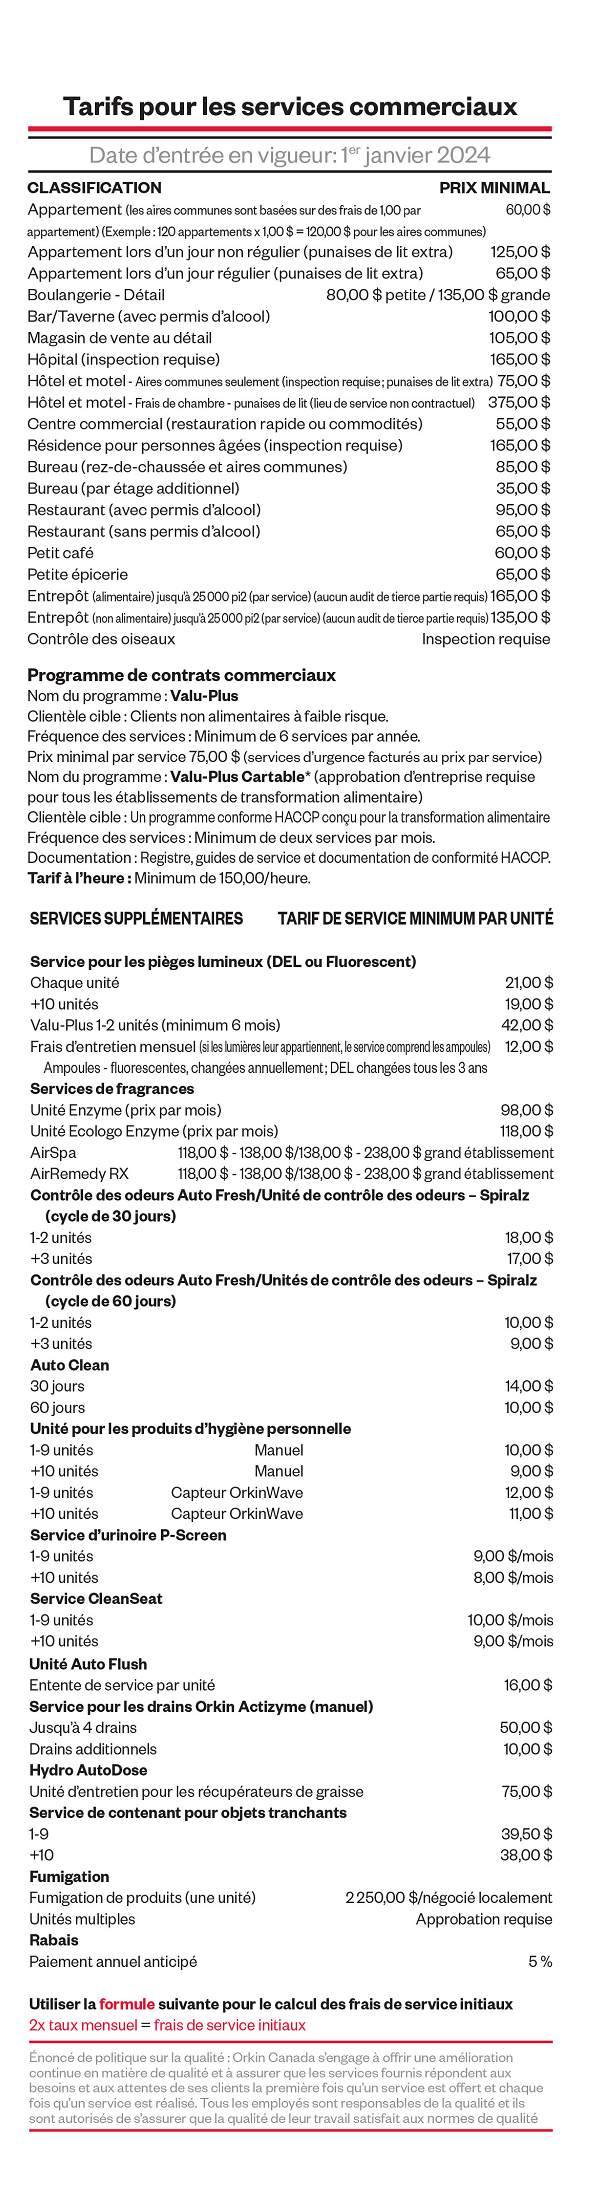 Tarifs pour les services commerciaux
Date d'entrée en vigueur: 1er janvier 2024
CLASSIFICATION PRIX MINIMAL
Appartement (les aires communes sont basées sur des frais de 1,00 par 60,00 $
appartement) (Exemple : 120 appartements x 1,00 $ = 120,00 $ pour les aires communes)
Appartement lors d'un jour non régulier (punaises de lit extra) 125,00 $
Appartement lors d'un jour régulier (punaises de lit extra) 65,00 $
Boulangerie - Détail 80,00 $ petite / 135,00 $ grande
Bar/Taverne (avec permis d'alcool) 100,00 $
Magasin de vente au détail 105,00 $
Hôpital (inspection requise) 165,00 $
Hôtel et motel - Aires communes seulement (inspection requise ; punaises de lit extra) 75,00 $
Hôtel et motel - Frais de chambre - punaises de lit (lieu de service non contractuel) 375,00 $
Centre commercial (restauration rapide ou commodités) 55,00 $
Résidence pour personnes âgées (inspection requise) 165,00 $
Bureau (rez-de-chaussée et aires communes) 85,00 $
Bureau (par étage additionnel) 35,00 $
Restaurant (avec permis d'alcool) 95,00 $
Restaurant (sans permis d'alcool) 65,00 $
Petit café 60,00 $
Petite épicerie 65,00 $
Entrepôt (alimentaire) jusqu'à 25 000 pi2 (par service) (aucun audit de tierce partie requis) 165,00 $
Entrepôt (non alimentaire) jusqu'à 25 000 pi2 (par service) (aucun audit de tierce partie requis) 135,00 $
Contrôle des oiseaux Inspection requise
Programme de contrats commerciaux
Nom du programme : Valu-Plus
Clientèle cible : Clients non alimentaires à faible risque.
Fréquence des services : Minimum de 6 services par année.
Prix minimal par service 75,00 $ (services d'urgence facturés au prix par service)
Nom du programme : Valu-Plus Cartable* (approbation d'entreprise requise
pour tous les établissements de transformation alimentaire)
Clientèle cible : Un programme conforme HACCP conçu pour la transformation alimentaire
Fréquence des services : Minimum de deux services par mois.
Documentation : Registre, guides de service et documentation de conformité HACCP.
Tarif à l'heure : Minimum de 150,00/heure.
SERVICES SUPPLÉMENTAIRES TARIF DE SERVICE MINIMUM PAR UNITÉ
Service pour les pièges lumineux (DEL ou Fluorescent)
Chaque unité 21,00 $
+10 unités 19,00 $
Valu-Plus 1-2 unités (minimum 6 mois) 42,00 $
Frais d'entretien mensuel (si les lumières leur appartiennent, le service comprend les ampoules) 12,00 $
Ampoules - fluorescentes, changées annuellement ; DEL changées tous les 3 ans
Services de fragrances
Unité Enzyme (prix par mois) 98,00 $
Unité Ecologo Enzyme (prix par mois) 118,00 $
AirSpa 118,00 $ - 138,00 $/138,00 $ - 238,00 $ grand établissement
AirRemedy RX 118,00 $ - 138,00 $/138,00 $ - 238,00 $ grand établissement
Contrôle des odeurs Auto Fresh/Unité de contrôle des odeurs – Spiralz
(cycle de 30 jours)
1-2 unités 18,00 $
+3 unités 17,00 $
Contrôle des odeurs Auto Fresh/Unités de contrôle des odeurs – Spiralz
(cycle de 60 jours)
1-2 unités 10,00 $
+3 unités 9,00 $
Auto Clean
30 jours 14,00 $
60 jours 10,00 $
Unité pour les produits d'hygiène personnelle
1-9 unités Manuel 10,00 $
+10 unités Manuel 9,00 $
1-9 unités Capteur OrkinWave 12,00 $
+10 unités Capteur OrkinWave 11,00 $
Service d'urinoire P-Screen
1-9 unités 9,00 $/mois
+10 unités 8,00 $/mois
Service CleanSeat
1-9 unités 10,00 $/mois
+10 unités 9,00 $/mois
Unité Auto Flush
Entente de service par unité 16,00 $
Service pour les drains Orkin Actizyme (manuel)
Jusqu'à 4 drains 50,00 $
Drains additionnels 10,00 $
Hydro AutoDose
Unité d'entretien pour les récupérateurs de graisse 75,00 $
Service de contenant pour objets tranchants
1-9 39,50 $
+10 38,00 $
Fumigation
Fumigation de produits (une unité) 2 250,00 $/négocié localement
Unités multiples Approbation requise
Rabais
Paiement annuel anticipé 5 %
Utiliser la formule suivante pour le calcul des frais de service initiaux
2x taux mensuel = frais de service initiaux
Énoncé de politique sur la qualité : Orkin Canada s'engage à offrir une amélioration
continue en matière de qualité et à assurer que les services fournis répondent aux
besoins et aux attentes de ses clients la première fois qu'un service est offert et chaque
fois qu'un service est réalisé. Tous les employés sont responsables de la qualité et ils
sont autorisés de s'assurer que la qualité de leur travail satisfait aux normes de qualité